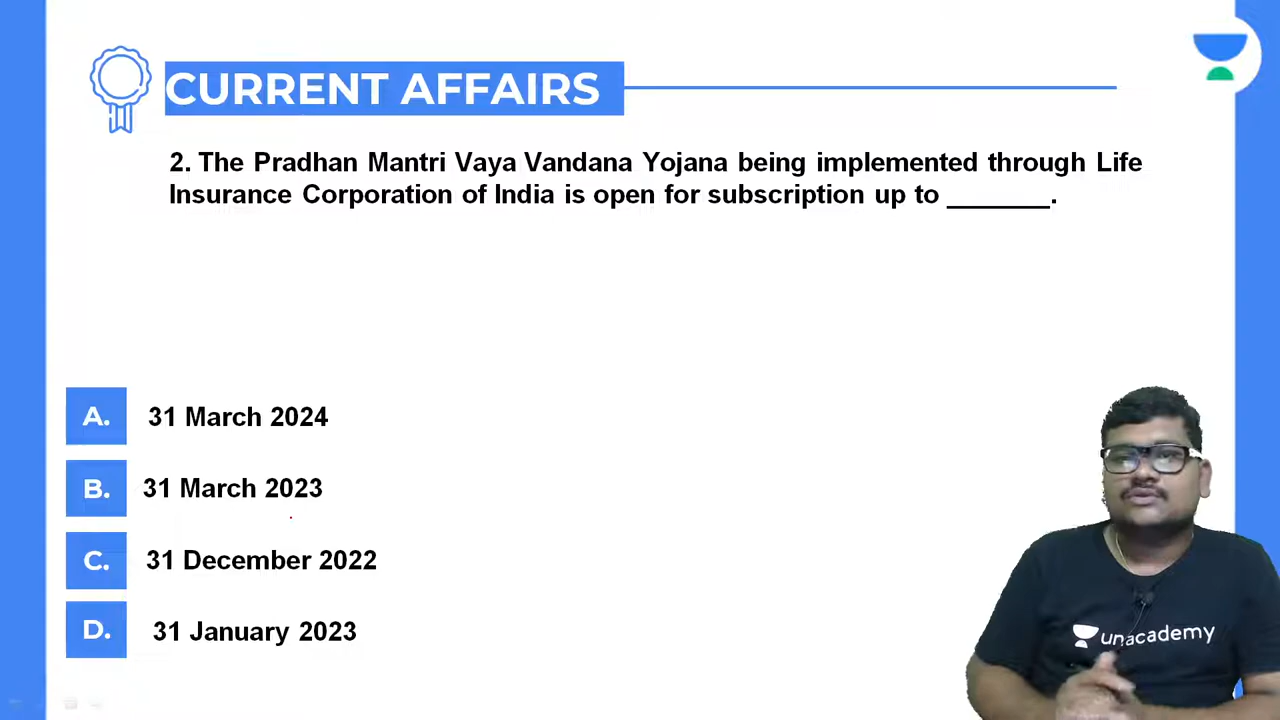 CURRENT AFFAIRS
2. The Pradhan Mantri Vaya Vandana Yojana being implemented through Life
Insurance Corporation of India is open for subscription up to _______.
A. 31 March 2024
B. 31 March 2023
C. 31 December 2022
D. 31 January 2023
unacademy